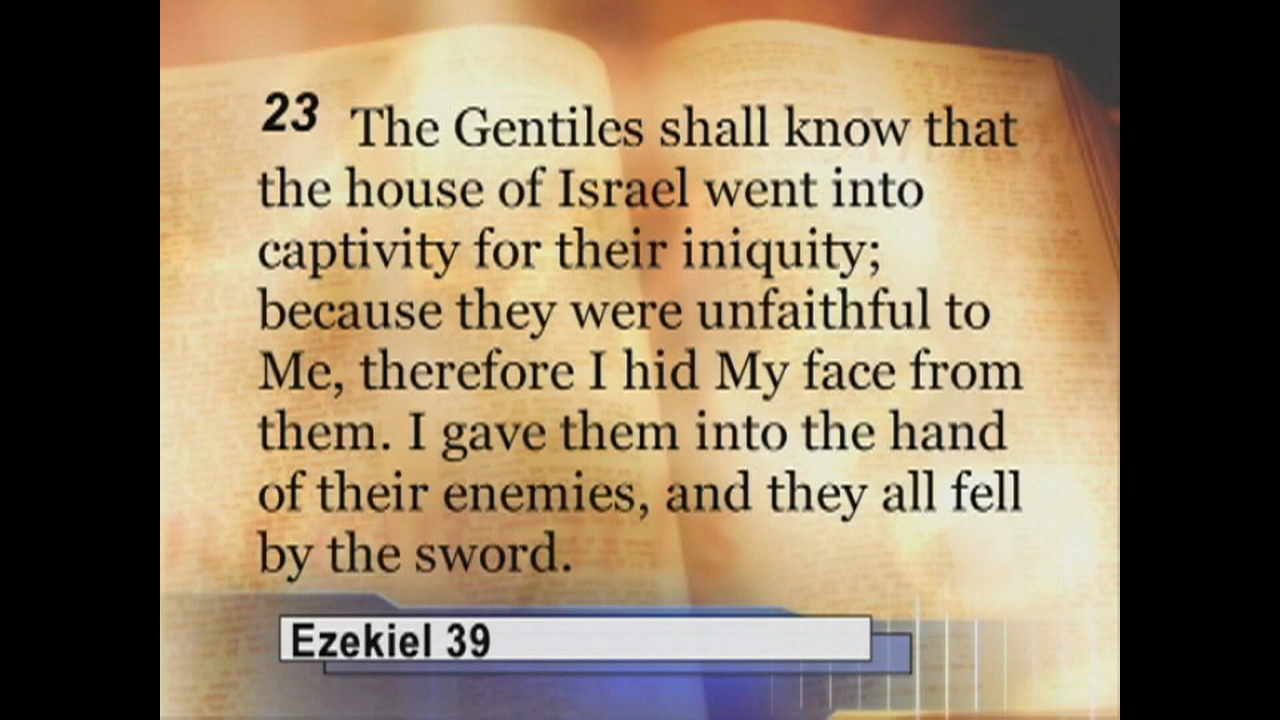 23 The Gentiles shall know that
the house of Israel went into
captivity for their iniquity;
because they were unfaithful to
Me, therefore I hid My face from
them. I gave them into the hand
of their enemies, and they all fell
by the sword.
Ezekiel 39